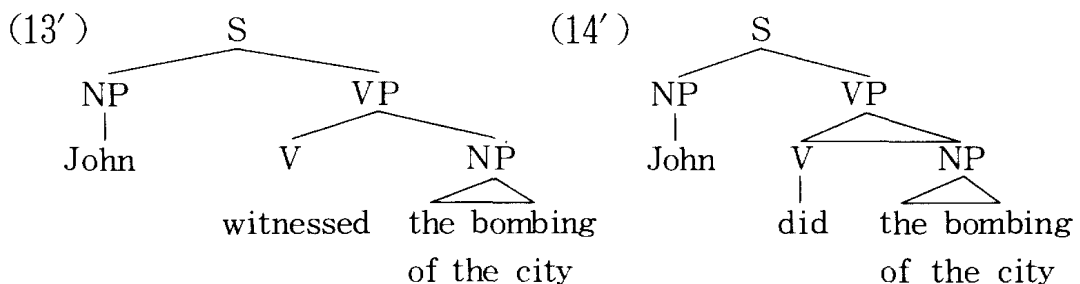 (13′) S (14′) S
NP VP NP VP
John V NP John V NP
witnessed the bombing did the bombing
of the city of the city